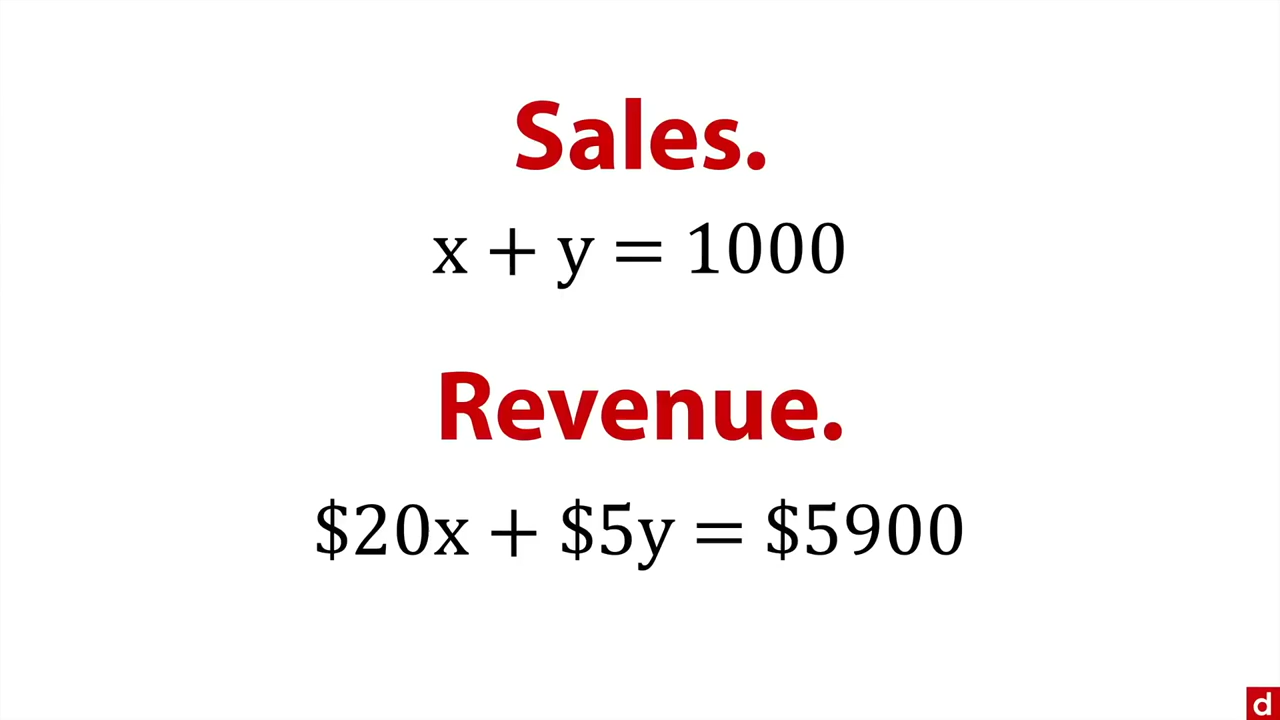 Sales.
x + y = 1000
Revenue.
$20x + $5y = $5900
d